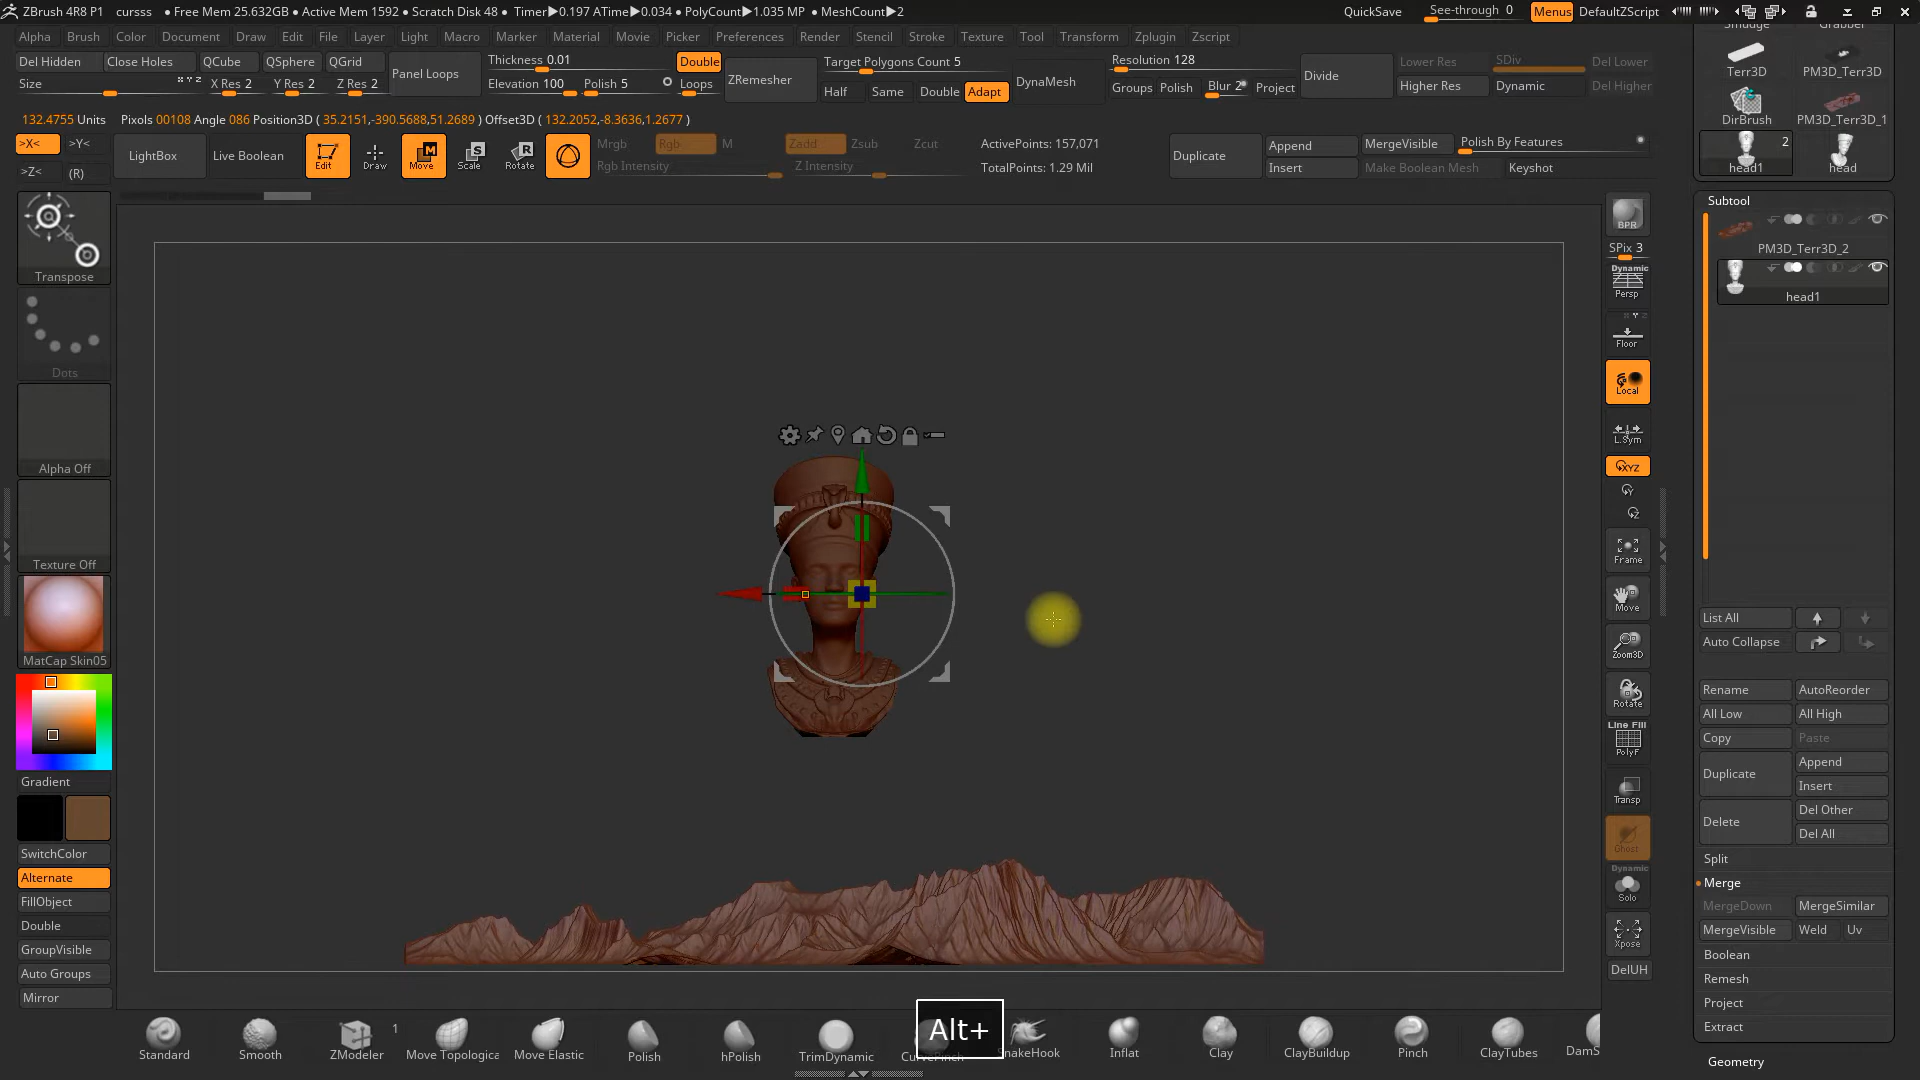 ZBrush 4R8 P1 cursss • Free Mem 25.632GB • Active Mem 1592 • Scratch Disk 48 • Timer▶0.197 ATime▶0.034 • PolyCount▶1.035 MP • MeshCount▶2 QuickSave See-through 0 Menus DefaultZScript
Alpha Brush Color Document Draw Edit File Layer Light Macro Marker Material Movie Picker Preferences Render Stencil Stroke Texture Tool Transform Zplugin Zscript
Del Hidden Close Holes QCube QSphere QGrid Panel Loops Thickness 0.01 Double ZRemesher Target Polygons Count 5 DynaMesh Resolution 128 Divide Lower Res SDiv Del Lower
Size X Res 2 Y Res 2 Z Res 2 Elevation 100 Polish 5 Loops Half Same Double Adapt Groups Polish Blur 2 Project Higher Res Dynamic Del Higher
132.4755 Units Pixols 00108 Angle 086 Position3D ( 35.2151,-390.5688,51.2689 ) Offset3D ( 132.2052,-8.3636,1.2677 )
>X< >Y< LightBox Live Boolean Edit Draw Move Scale Rotate Mrgb Rgb M Zadd Zsub Zcut ActivePoints: 157,071 Duplicate Append MergeVisible Polish By Features
>Z< (R) Rgb Intensity Z Intensity TotalPoints: 1.29 Mil Insert Make Boolean Mesh Keyshot
Transpose
Dots
Alpha Off
Texture Off
MatCap Skin05
Gradient
SwitchColor
Alternate
FillObject
Double
GroupVisible
Auto Groups
Mirror
BPR
SPix 3
Dynamic
Persp
Floor
Local
L.Sym
XYZ
Frame
Move
Zoom3D
Rotate
Line Fill
PolyF
Transp
Ghost
Dynamic
Solo
Xpose
DelUH
Terr3D PM3D_Terr3D
DirBrush PM3D_Terr3D_1
2
head1 head
Subtool
PM3D_Terr3D_2
head1
List All
Auto Collapse
Rename AutoReorder
All Low All High
Copy Paste
Duplicate Append
Insert
Delete Del Other
Del All
Split
Merge
MergeDown MergeSimilar
MergeVisible Weld Uv
Boolean
Remesh
Project
Extract
Geometry
Alt+
1
Standard Smooth ZModeler Move Topologica Move Elastic Polish hPolish TrimDynamic CurvePinch SnakeHook Inflat Clay ClayBuildup Pinch ClayTubes DamS